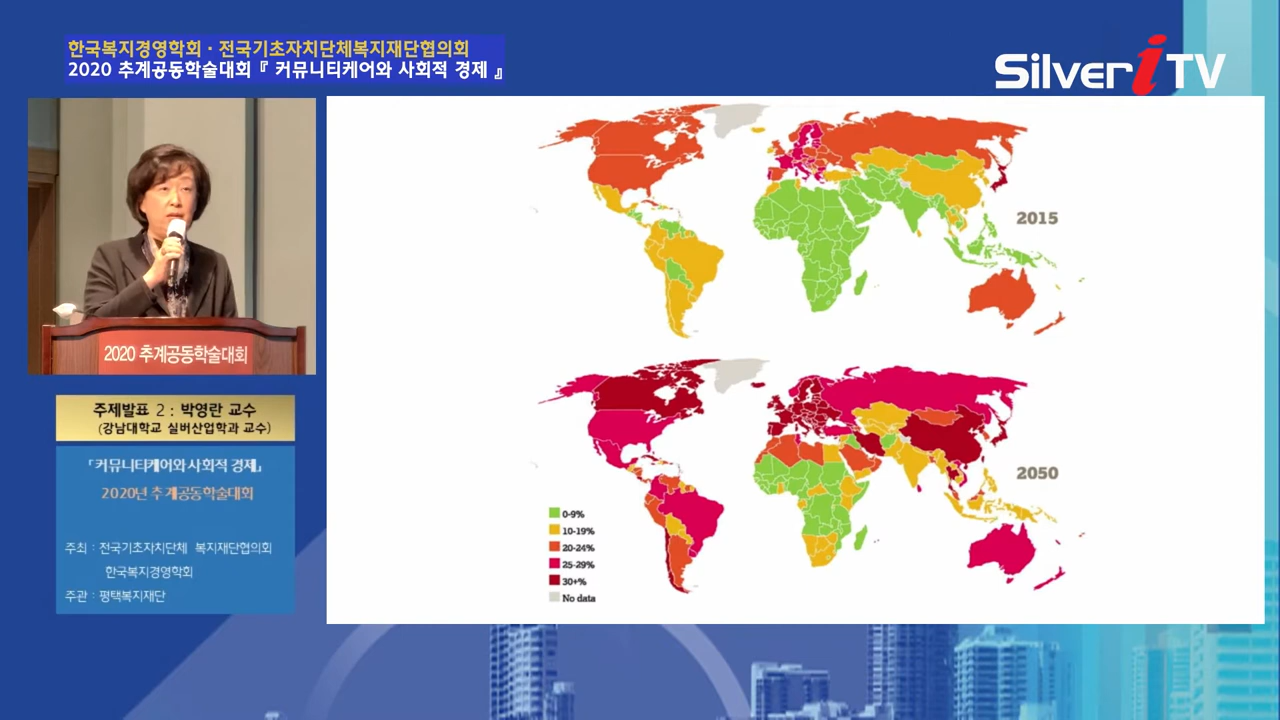 한국복지경영학회 · 전국기초자치단체복지재단협의회
2020 추계공동학술대회 『 커뮤니티케어와 사회적 경제 』
Silver i TV
2020 추계공동학술대회
주제발표 2 : 박영란 교수
(강남대학교 실버산업학과 교수)
「커뮤니티케어와 사회적 경제」
2020년 추계공동학술대회
주최 : 전국기초자치단체 복지재단협의회
한국복지경영학회
주관 : 평택복지재단
2015
2050
0-9%
10-19%
20-24%
25-29%
30+%
No data